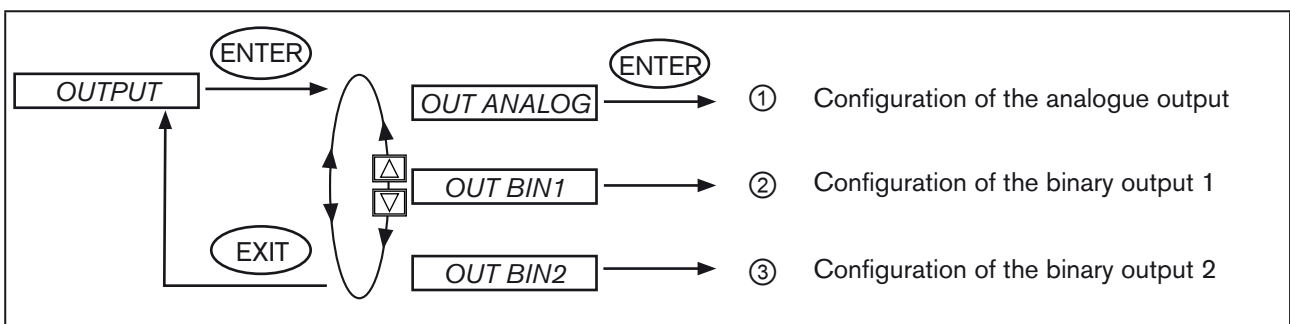 ENTER
ENTER
OUTPUT
OUT ANALOG
① Configuration of the analogue output
△
OUT BIN1
② Configuration of the binary output 1
▽
EXIT
OUT BIN2
③ Configuration of the binary output 2